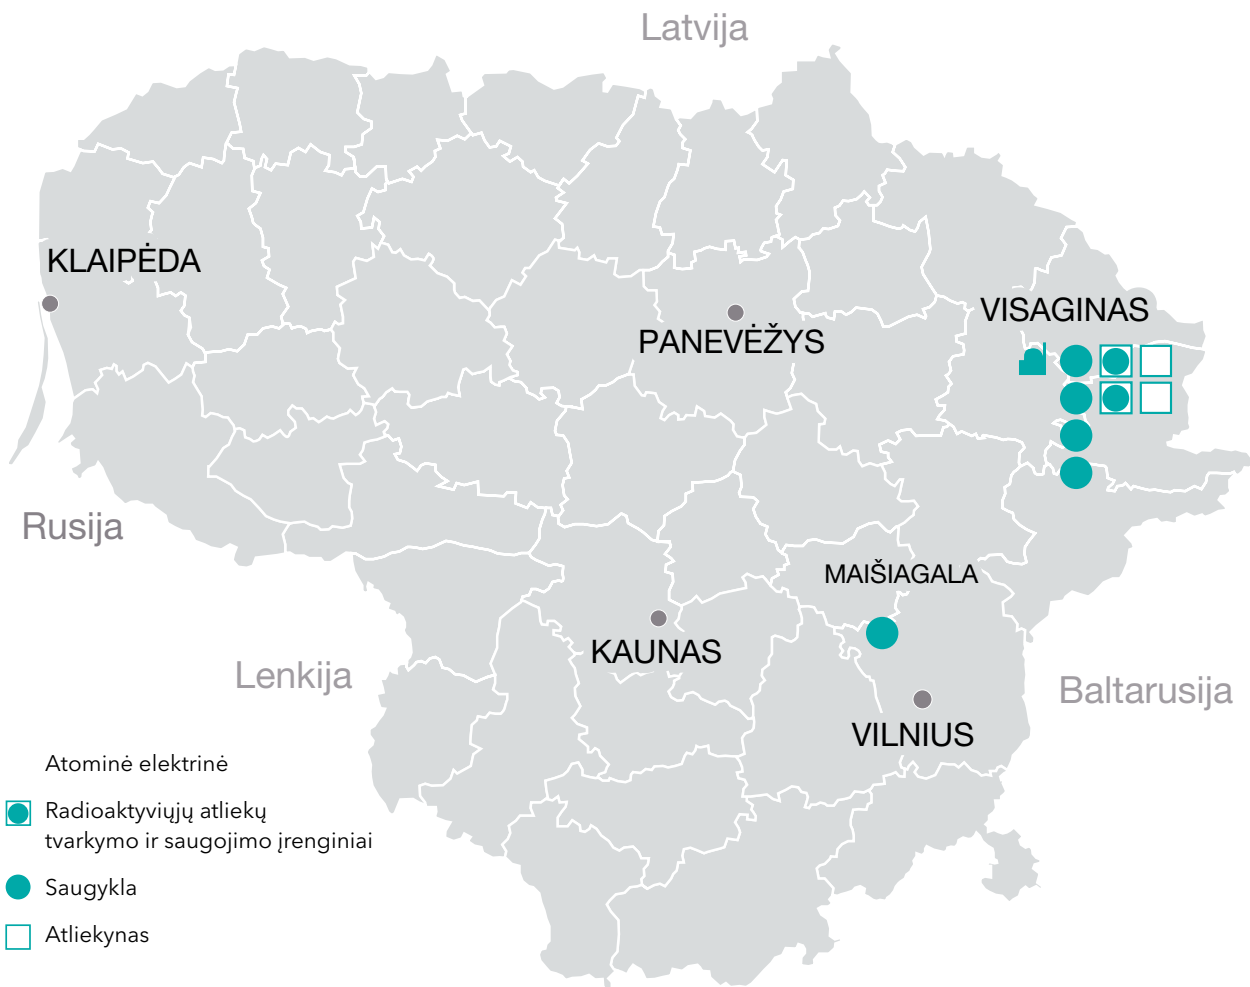 Latvija
KLAIPĖDA
VISAGINAS
PANEVĖŽYS
Rusija
MAIŠIAGALA
KAUNAS
Lenkija
Baltarusija
VILNIUS
Atominė elektrinė
Radioaktyviųjų atliekų
tvarkymo ir saugojimo įrenginiai
Saugykla
Atliekynas